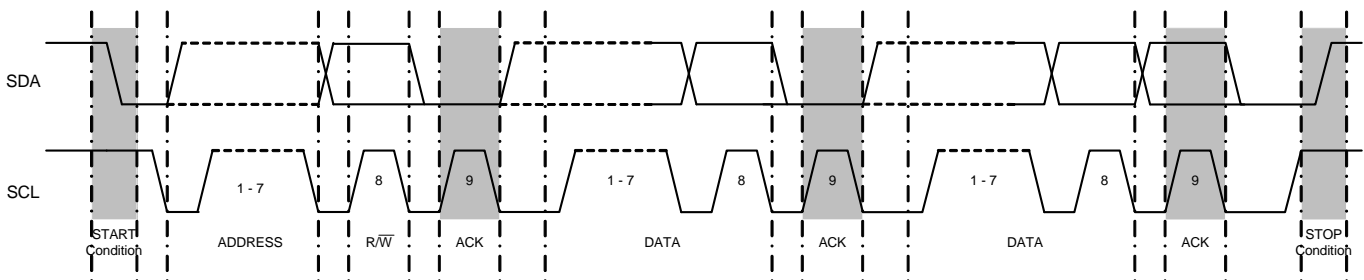 SDA
SCL
1 - 7
8
9
1 - 7
8
9
1 - 7
8
9
START
Condition
ADDRESS
R/W̅
ACK
DATA
ACK
DATA
ACK
STOP
Condition